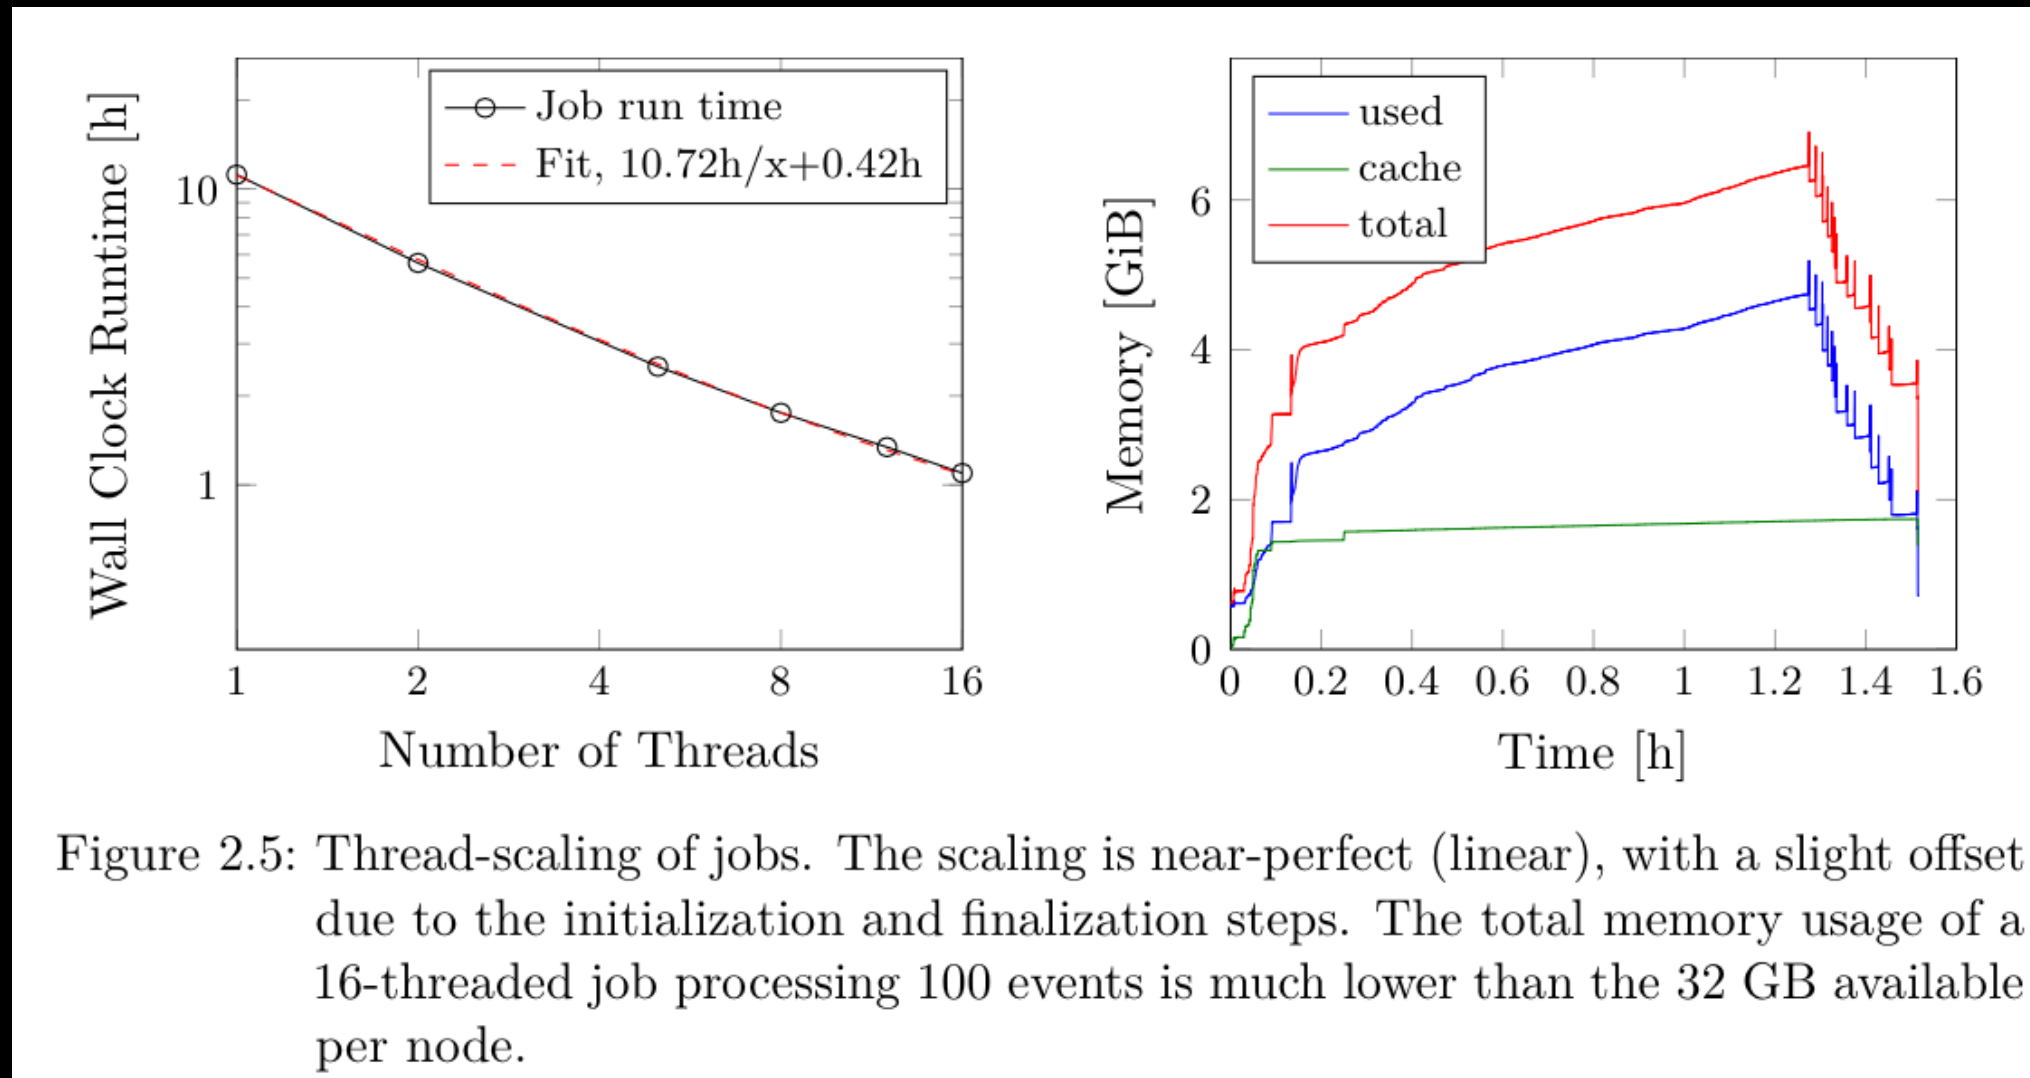 Wall Clock Runtime [h]
10
1
Job run time
Fit, 10.72h/x+0.42h
1 2 4 8 16
Number of Threads
Memory [GiB]
6
4
2
0
used
cache
total
0 0.2 0.4 0.6 0.8 1 1.2 1.4 1.6
Time [h]
Figure 2.5: Thread-scaling of jobs. The scaling is near-perfect (linear), with a slight offset
due to the initialization and finalization steps. The total memory usage of a
16-threaded job processing 100 events is much lower than the 32 GB available
per node.